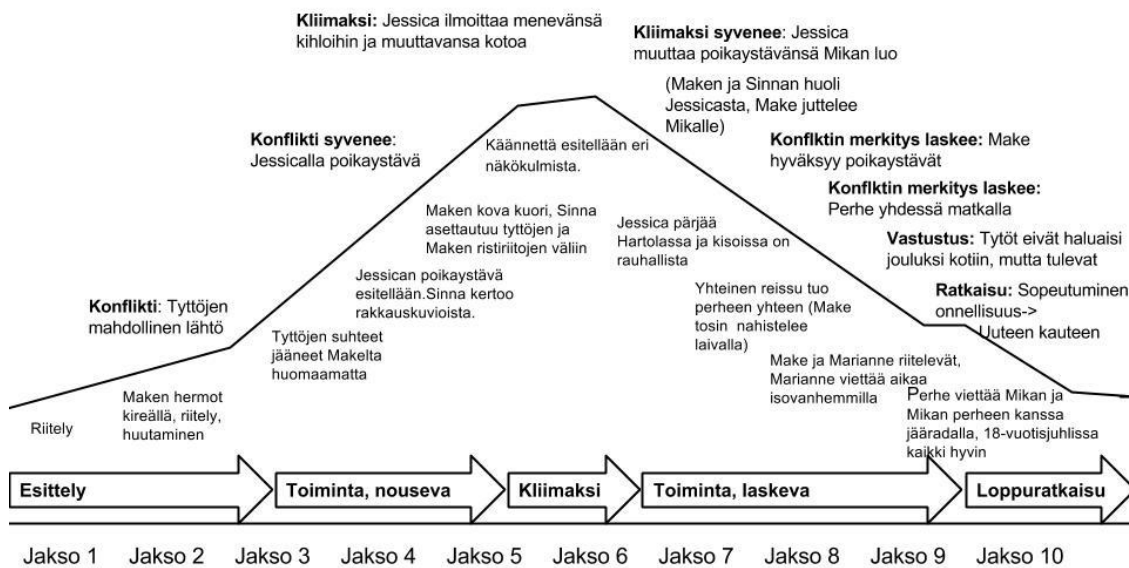 Kliimaksi: Jessica ilmoittaa menevänsä
kihloihin ja muuttavansa kotoa
Kliimaksi syvenee: Jessica
muuttaa poikaystävänsä Mikan luo
(Maken ja Sinnan huoli
Jessicasta, Make juttelee
Mikalle)
Konflikti syvenee:
Jessicalla poikaystävä
Käännettä esitellään eri
näkökulmista.
Konflktin merkitys laskee: Make
hyväksyy poikaystävät
Konflktin merkitys laskee:
Perhe yhdessä matkalla
Maken kova kuori, Sinna
asettautuu tyttöjen ja
Maken ristiriitojen väliin
Jessica pärjää
Hartolassa ja kisoissa on
rauhallista
Vastustus: Tytöt eivät haluaisi
jouluksi kotiin, mutta tulevat
Jessican poikaystävä
esitellään.Sinna kertoo
rakkauskuvioista.
Yhteinen reissu tuo
perheen yhteen (Make
tosin nahistelee
laivalla)
Ratkaisu: Sopeutuminen
onnellisuus->
Uuteen kauteen
Konflikti: Tyttöjen
mahdollinen lähtö
Tyttöjen suhteet
jääneet Makelta
huomaamatta
Make ja Marianne riitelevät,
Marianne viettää aikaa
isovanhemmilla
Maken hermot
kireällä, riitely,
huutaminen
Riitely
Perhe viettää Mikan ja
Mikan perheen kanssa
jääradalla, 18-vuotisjuhlissa
kaikki hyvin
Esittely
Toiminta, nouseva
Kliimaksi
Toiminta, laskeva
Loppuratkaisu
Jakso 1
Jakso 2
Jakso 3
Jakso 4
Jakso 5
Jakso 6
Jakso 7
Jakso 8
Jakso 9
Jakso 10